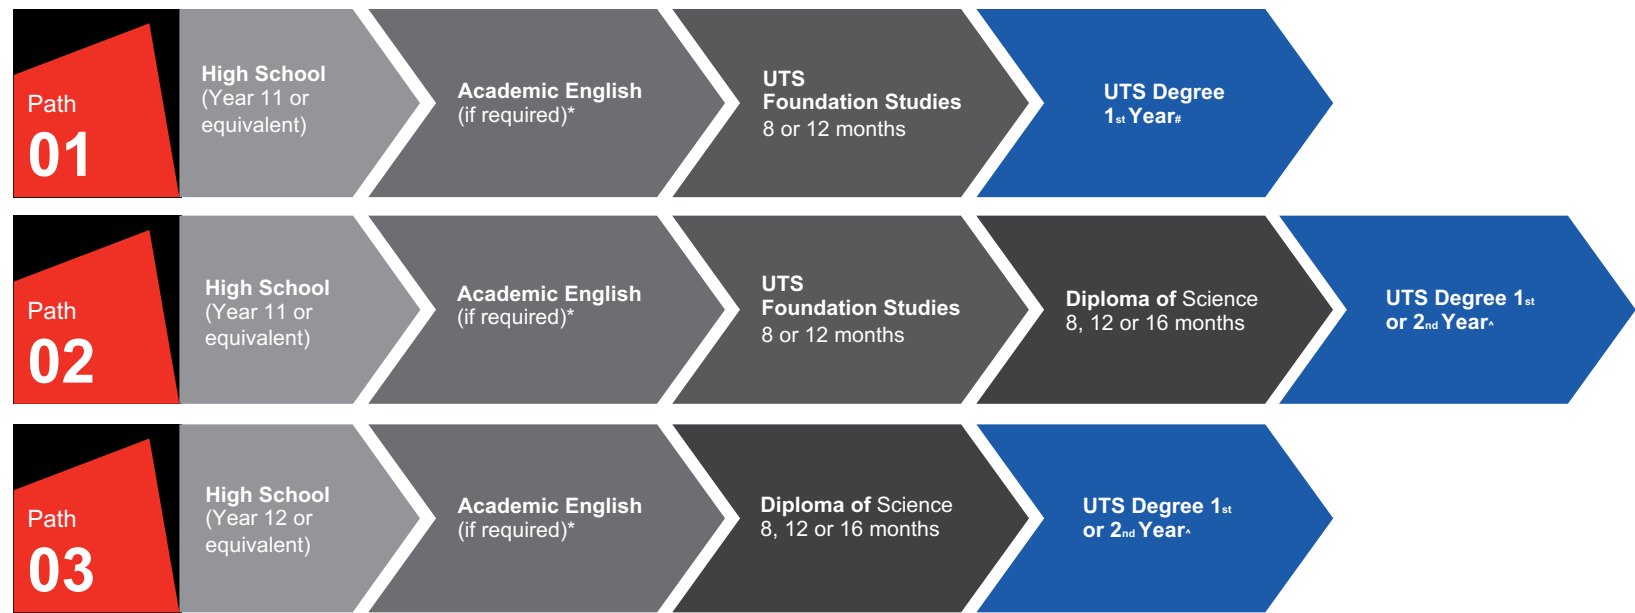 Path
01
High School
(Year 11 or
equivalent)
Academic English
(if required)*
UTS
Foundation Studies
8 or 12 months
UTS Degree
1st Year#
Path
02
High School
(Year 11 or
equivalent)
Academic English
(if required)*
UTS
Foundation Studies
8 or 12 months
Diploma of Science
8, 12 or 16 months
UTS Degree 1st
or 2nd Year^
Path
03
High School
(Year 12 or
equivalent)
Academic English
(if required)*
Diploma of Science
8, 12 or 16 months
UTS Degree 1st
or 2nd Year^